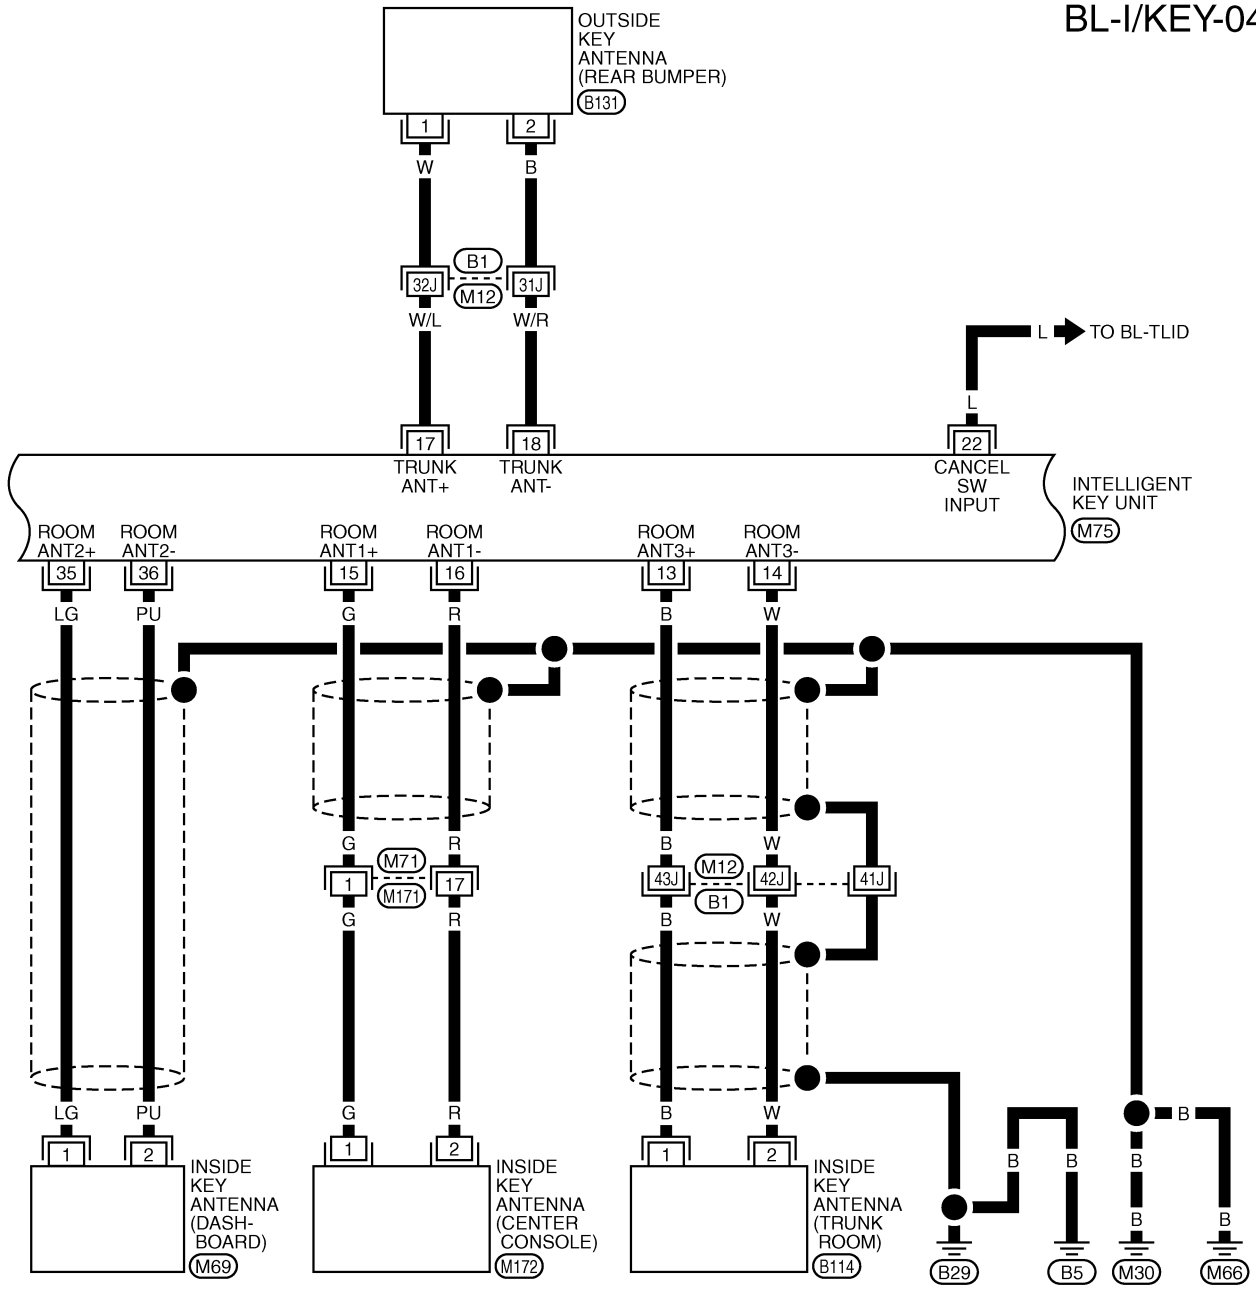 BL-I/KEY-04
OUTSIDE
KEY
ANTENNA
(REAR BUMPER)
B131
1
2
W
B
B1
32J
31J
M12
W/L
W/R
L
TO BL-TLID
L
17
18
22
TRUNK
ANT+
TRUNK
ANT-
CANCEL
SW
INPUT
INTELLIGENT
KEY UNIT
M75
ROOM
ANT2+
ROOM
ANT2-
ROOM
ANT1+
ROOM
ANT1-
ROOM
ANT3+
ROOM
ANT3-
35
36
15
16
13
14
LG
PU
G
R
B
W
G
R
B
W
M71
M12
1
17
43J
42J
41J
M171
B1
G
R
B
W
LG
PU
G
R
B
W
B
B
B
B
1
2
1
2
1
2
INSIDE
KEY
ANTENNA
(DASH-
BOARD)
M69
INSIDE
KEY
ANTENNA
(CENTER
CONSOLE)
M172
INSIDE
KEY
ANTENNA
(TRUNK
ROOM)
B114
B
B
B29
B5
M30
M66